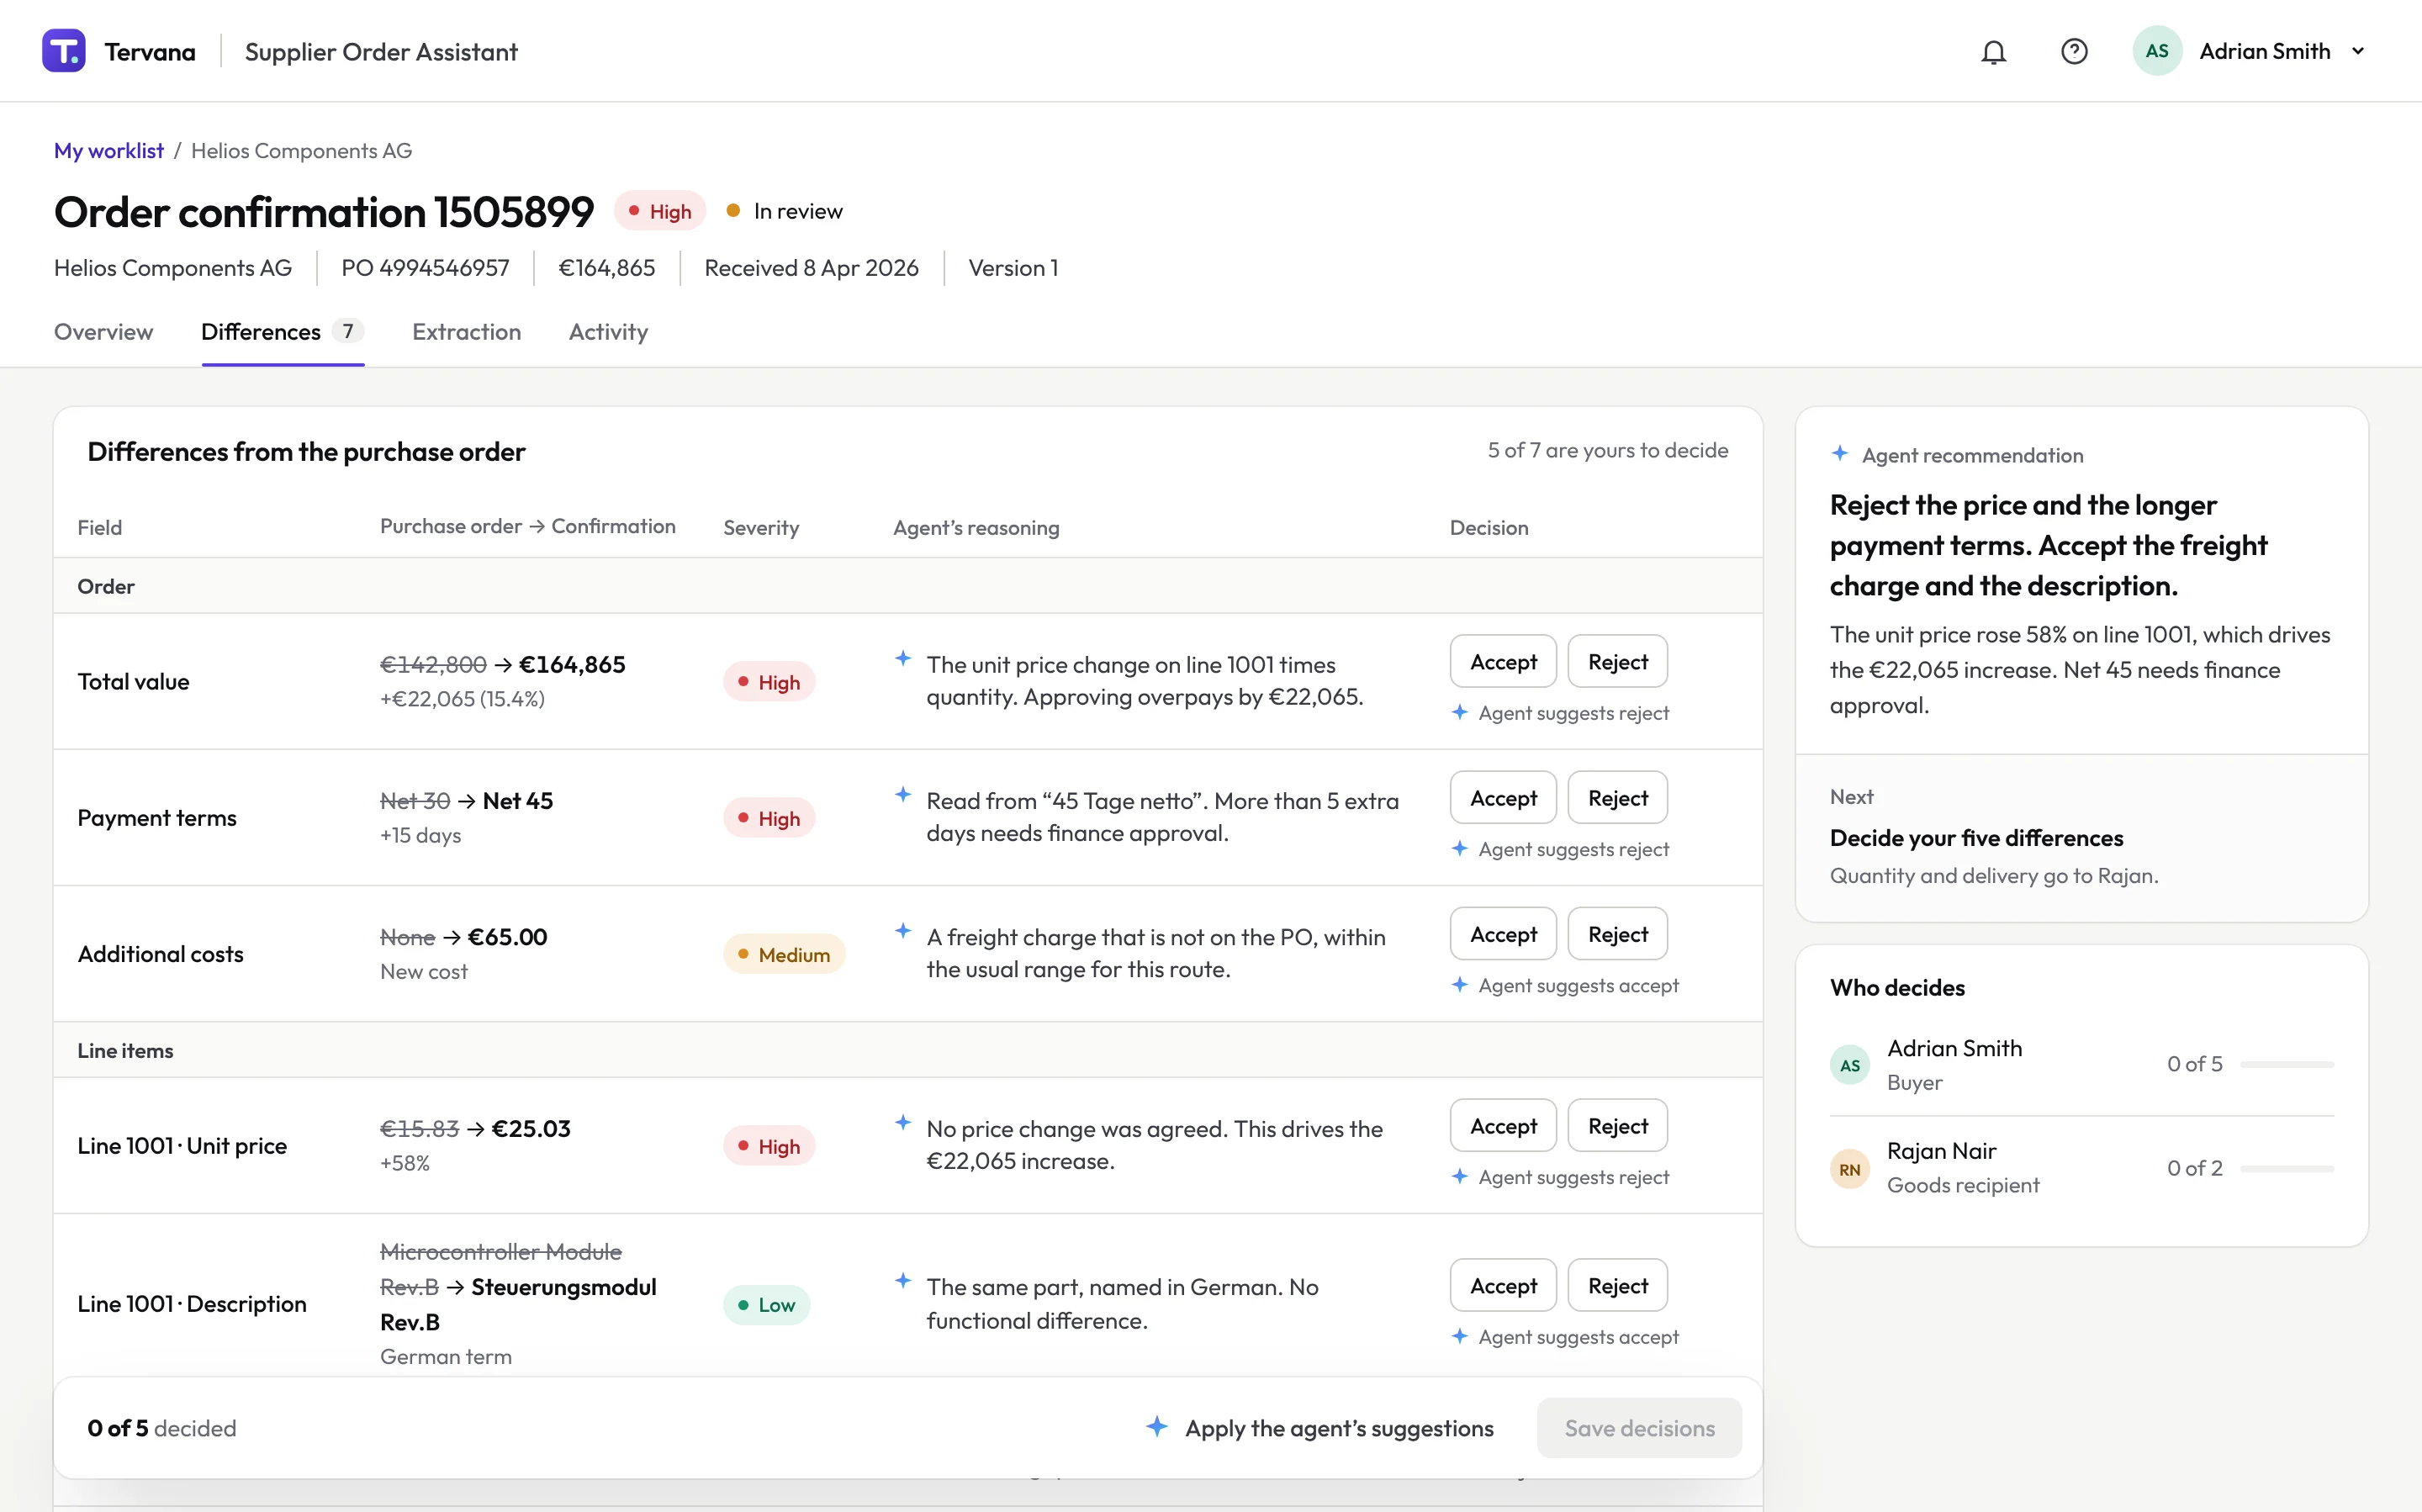 T. Tervana Supplier Order Assistant
AS Adrian Smith
My worklist / Helios Components AG
Order confirmation 1505899 High In review
Helios Components AG PO 4994546957 €164,865 Received 8 Apr 2026 Version 1
Overview Differences 7 Extraction Activity
Differences from the purchase order 5 of 7 are yours to decide
Field Purchase order → Confirmation Severity Agent’s reasoning Decision
Order
Total value
€142,800 → €164,865
+€22,065 (15.4%)
High
The unit price change on line 1001 times
quantity. Approving overpays by €22,065.
Accept Reject
Agent suggests reject
Payment terms
Net 30 → Net 45
+15 days
High
Read from “45 Tage netto”. More than 5 extra
days needs finance approval.
Accept Reject
Agent suggests reject
Additional costs
None → €65.00
New cost
Medium
A freight charge that is not on the PO, within
the usual range for this route.
Accept Reject
Agent suggests accept
Line items
Line 1001 · Unit price
€15.83 → €25.03
+58%
High
No price change was agreed. This drives the
€22,065 increase.
Accept Reject
Agent suggests reject
Line 1001 · Description
Microcontroller Module
Rev.B → Steuerungsmodul
Rev.B
German term
Low
The same part, named in German. No
functional difference.
Accept Reject
Agent suggests accept
0 of 5 decided Apply the agent’s suggestions Save decisions
Agent recommendation
Reject the price and the longer
payment terms. Accept the freight
charge and the description.
The unit price rose 58% on line 1001, which drives
the €22,065 increase. Net 45 needs finance
approval.
Next
Decide your five differences
Quantity and delivery go to Rajan.
Who decides
AS Adrian Smith
Buyer
0 of 5
RN Rajan Nair
Goods recipient
0 of 2